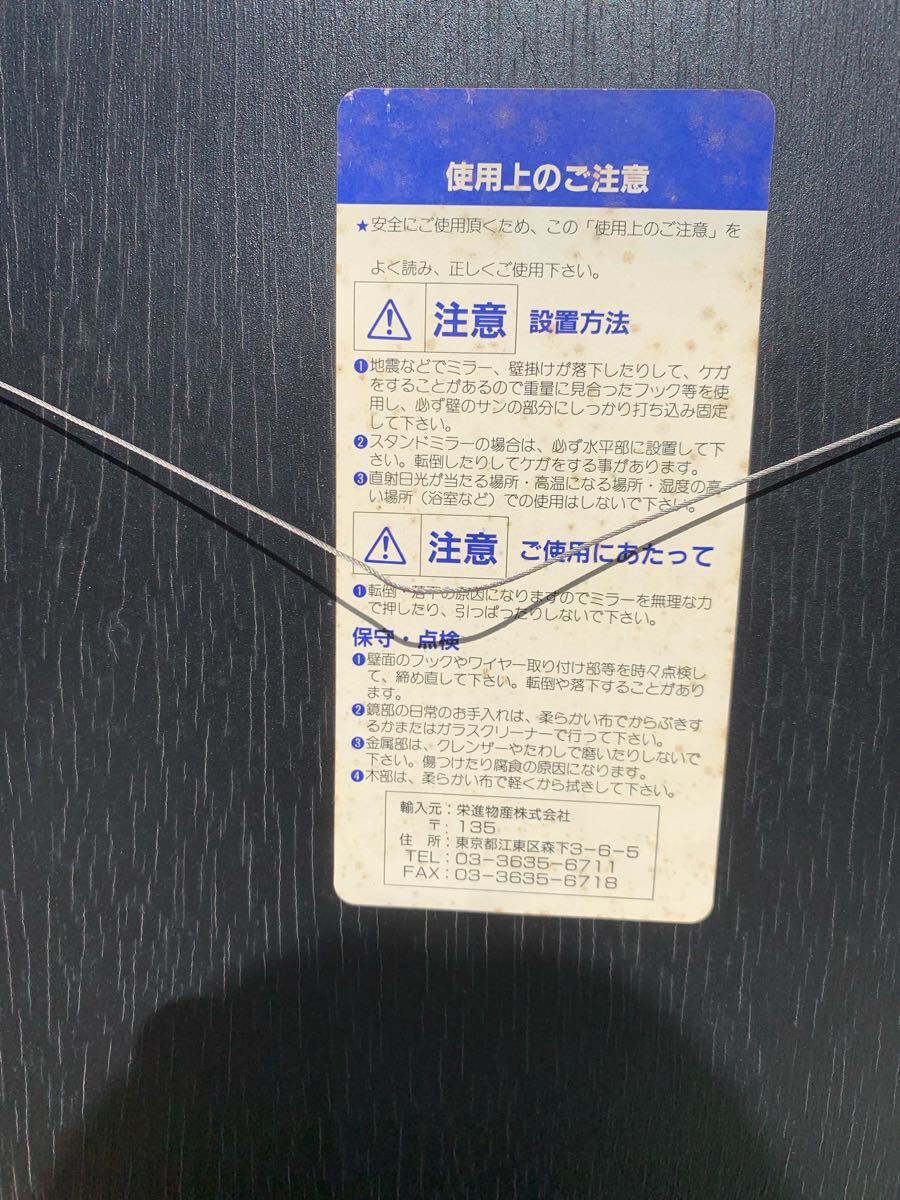 使用上のご注意
★安全にご使用頂くため、この「使用上のご注意」を
よく読み、正しくご使用下さい。
注意 設置方法
❶地震などでミラー、壁掛けが落下したりして、ケガ
をすることがあるので重量に見合ったフック等を使
用し、必ず壁のサンの部分にしっかり打ち込み固定
して下さい。
❷スタンドミラーの場合は、必ず水平部に設置して下
さい。転倒したりしてケガをする事があります。
❸直射日光が当たる場所・高温になる場所・湿度の高
い場所（浴室など）での使用はしないで下さい。
注意 ご使用にあたって
❶転倒・落下の原因になりますのでミラーを無理な力
で押したり、引っぱったりしないで下さい。
保守・点検
❶壁面のフックやワイヤー取り付け部等を時々点検し
て、締め直して下さい。転倒や落下することがあり
ます。
❷鏡部の日常のお手入れは、柔らかい布でからぶきす
るかまたはガラスクリーナーで行って下さい。
❸金属部は、クレンザーやたわしで磨いたりしないで
下さい。傷つけたり腐食の原因になります。
❹木部は、柔らかい布で軽くから拭きして下さい。
輸入元：栄進物産株式会社
〒：135
住　所：東京都江東区森下3-6-5
TEL：03-3635-6711
FAX：03-3635-6718